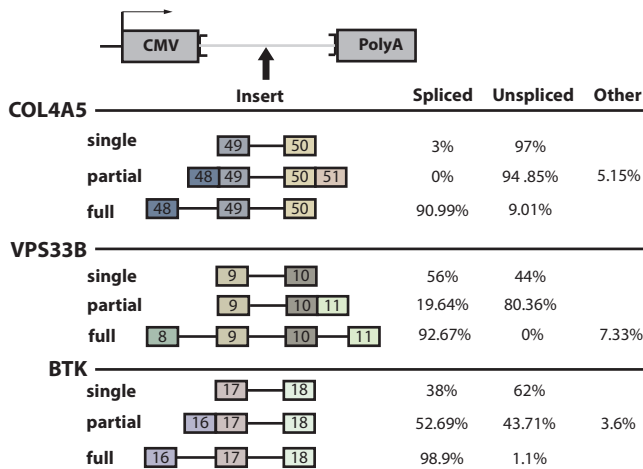 CMV PolyA
Insert Spliced Unspliced Other
COL4A5
single 49 50 3% 97%
partial 48 49 50 51 0% 94.85% 5.15%
full 48 49 50 90.99% 9.01%
VPS33B
single 9 10 56% 44%
partial 9 10 11 19.64% 80.36%
full 8 9 10 11 92.67% 0% 7.33%
BTK
single 17 18 38% 62%
partial 16 17 18 52.69% 43.71% 3.6%
full 16 17 18 98.9% 1.1%